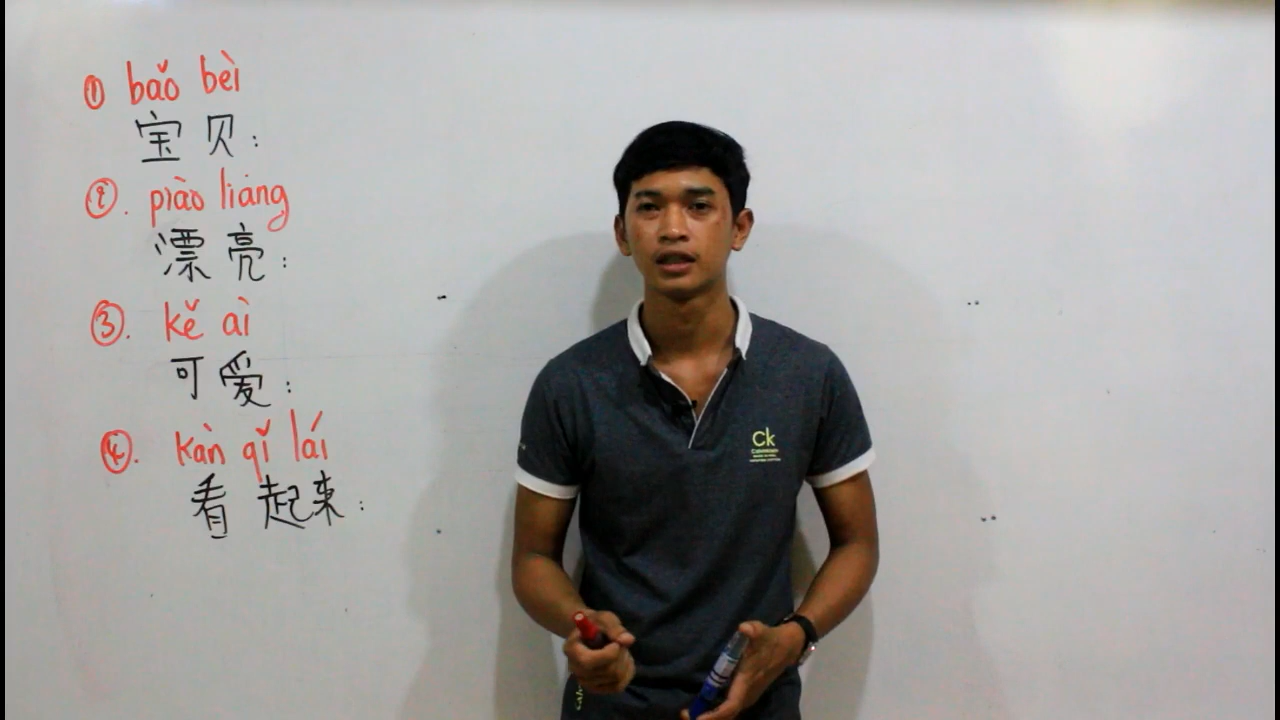 ① bǎo bèi
宝贝:
②. piào liang
漂亮:
③. kě ài
可爱:
④. kàn qǐ lái
看起来:
Ck